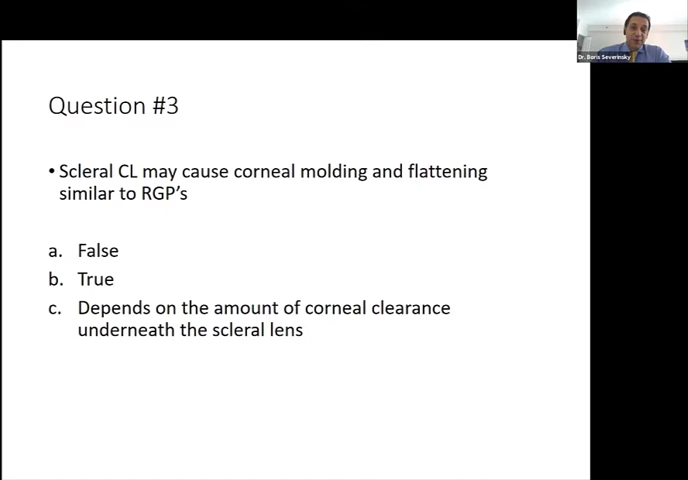 Dr. Boris Severinsky
Question #3
• Scleral CL may cause corneal molding and flattening
similar to RGP's
a. False
b. True
c. Depends on the amount of corneal clearance
underneath the scleral lens